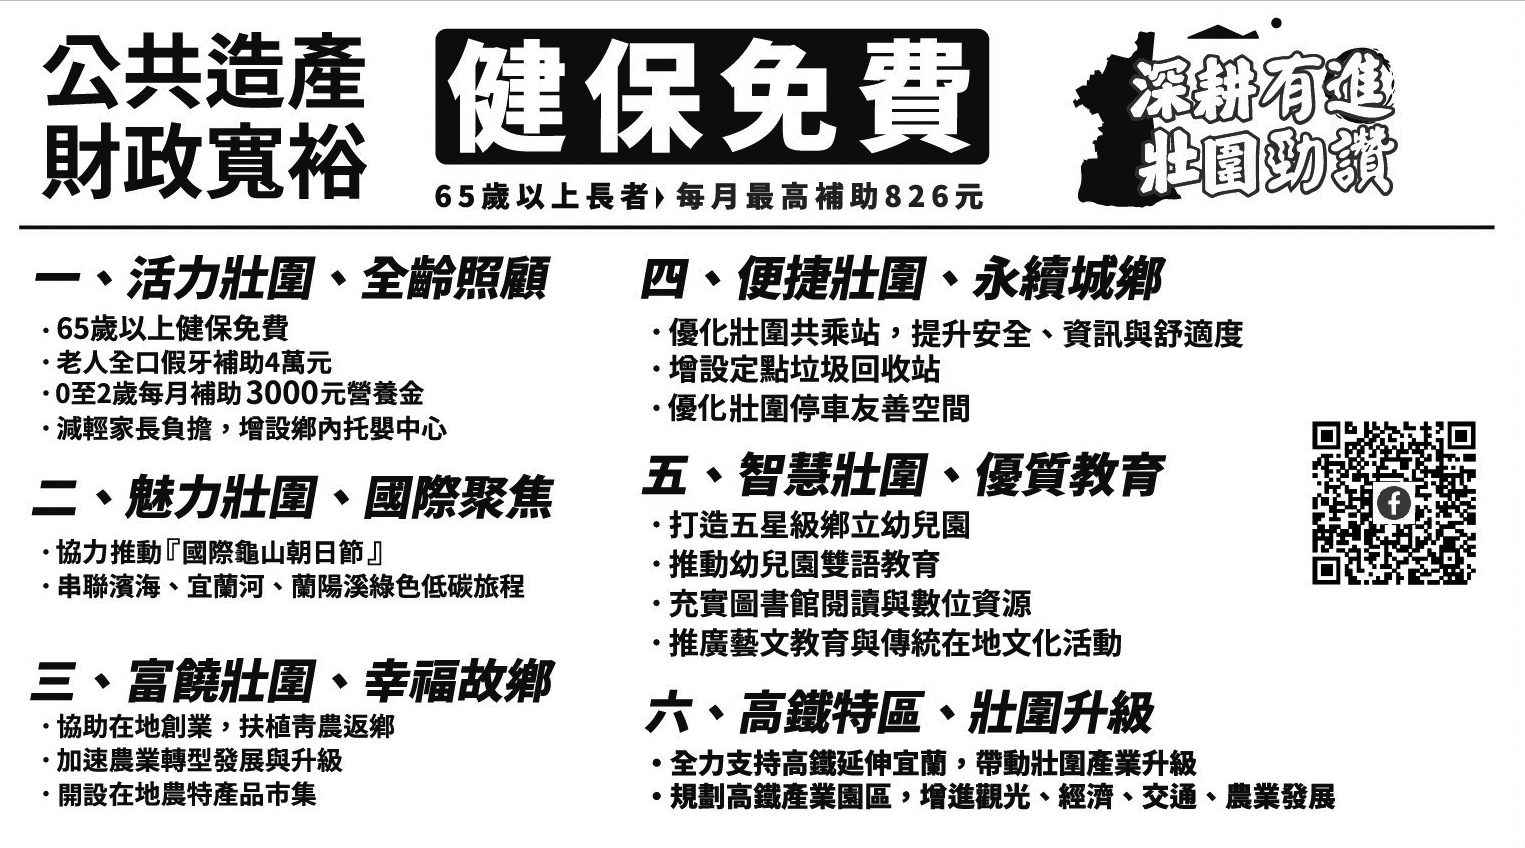 公共造產
財政寬裕
健保免費
65歲以上長者 每月最高補助826元
深耕有進
壯圍勁讚
一、活力壯圍、全齡照顧
·65歲以上健保免費
·老人全口假牙補助4萬元
·0至2歲每月補助3000元營養金
·減輕家長負擔，增設鄉內托嬰中心
二、魅力壯圍、國際聚焦
·協力推動『國際龜山朝日節』
·串聯濱海、宜蘭河、蘭陽溪綠色低碳旅程
三、富饒壯圍、幸福故鄉
·協助在地創業，扶植青農返鄉
·加速農業轉型發展與升級
·開設在地農特產品市集
四、便捷壯圍、永續城鄉
·優化壯圍共乘站，提升安全、資訊與舒適度
·增設定點垃圾回收站
·優化壯圍停車友善空間
五、智慧壯圍、優質教育
·打造五星級鄉立幼兒園
·推動幼兒園雙語教育
·充實圖書館閱讀與數位資源
·推廣藝文教育與傳統在地文化活動
六、高鐵特區、壯圍升級
·全力支持高鐵延伸宜蘭，帶動壯圍產業升級
·規劃高鐵產業園區，增進觀光、經濟、交通、農業發展